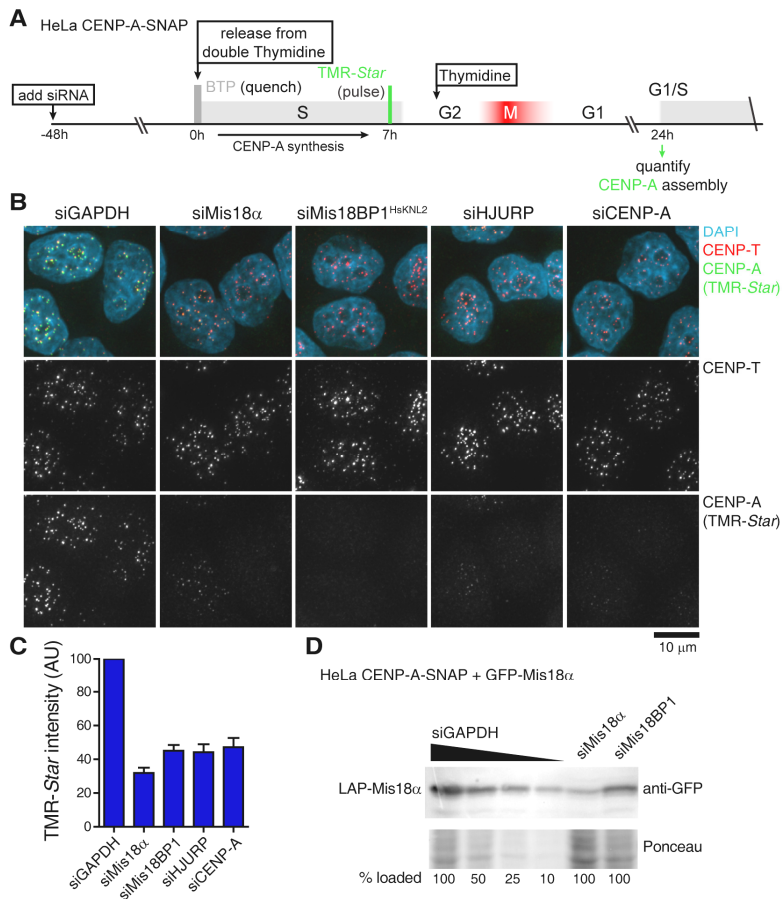 A
HeLa CENP-A-SNAP
release from
double Thymidine
add siRNA
BTP (quench)
TMR-Star
(pulse)
Thymidine
S
G2
M
G1
G1/S
-48h
0h
7h
24h
CENP-A synthesis
quantify
CENP-A assembly
B
siGAPDH
siMis18α
siMis18BP1HsKNL2
siHJURP
siCENP-A
DAPI
CENP-T
CENP-A
(TMR-Star)
CENP-T
CENP-A
(TMR-Star)
10 µm
C
TMR-Star intensity (AU)
100
80
60
40
20
0
siGAPDH
siMis18α
siMis18BP1
siHJURP
siCENP-A
D
HeLa CENP-A-SNAP + GFP-Mis18α
siGAPDH
siMis18α
siMis18BP1
LAP-Mis18α
anti-GFP
Ponceau
% loaded 100 50 25 10 100 100